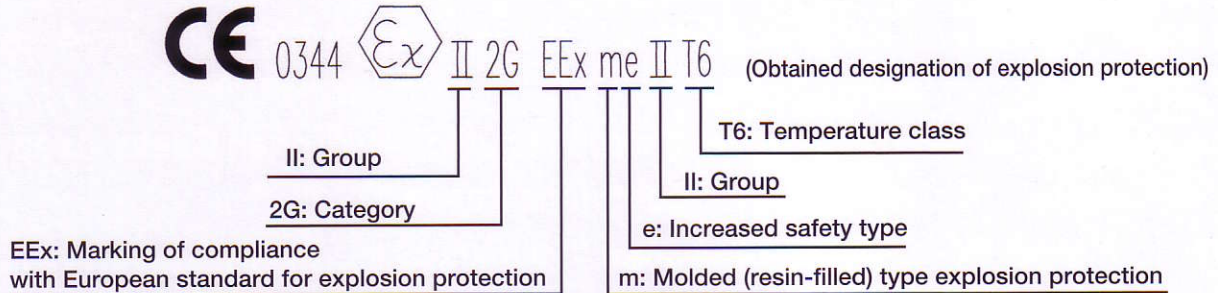 CE 0344 Ex II 2G EEx me II T6 (Obtained designation of explosion protection)
T6: Temperature class
II: Group
II: Group
2G: Category
e: Increased safety type
EEx: Marking of compliance
with European standard for explosion protection
m: Molded (resin-filled) type explosion protection